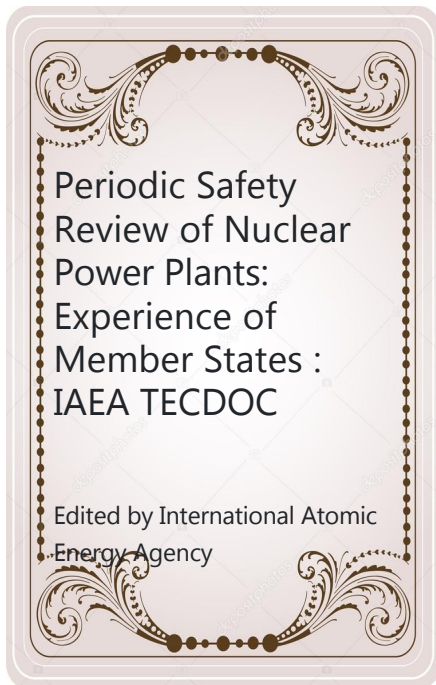 Periodic Safety
Review of Nuclear
Power Plants:
Experience of
Member States :
IAEA TECDOC
Edited by International Atomic
Energy Agency